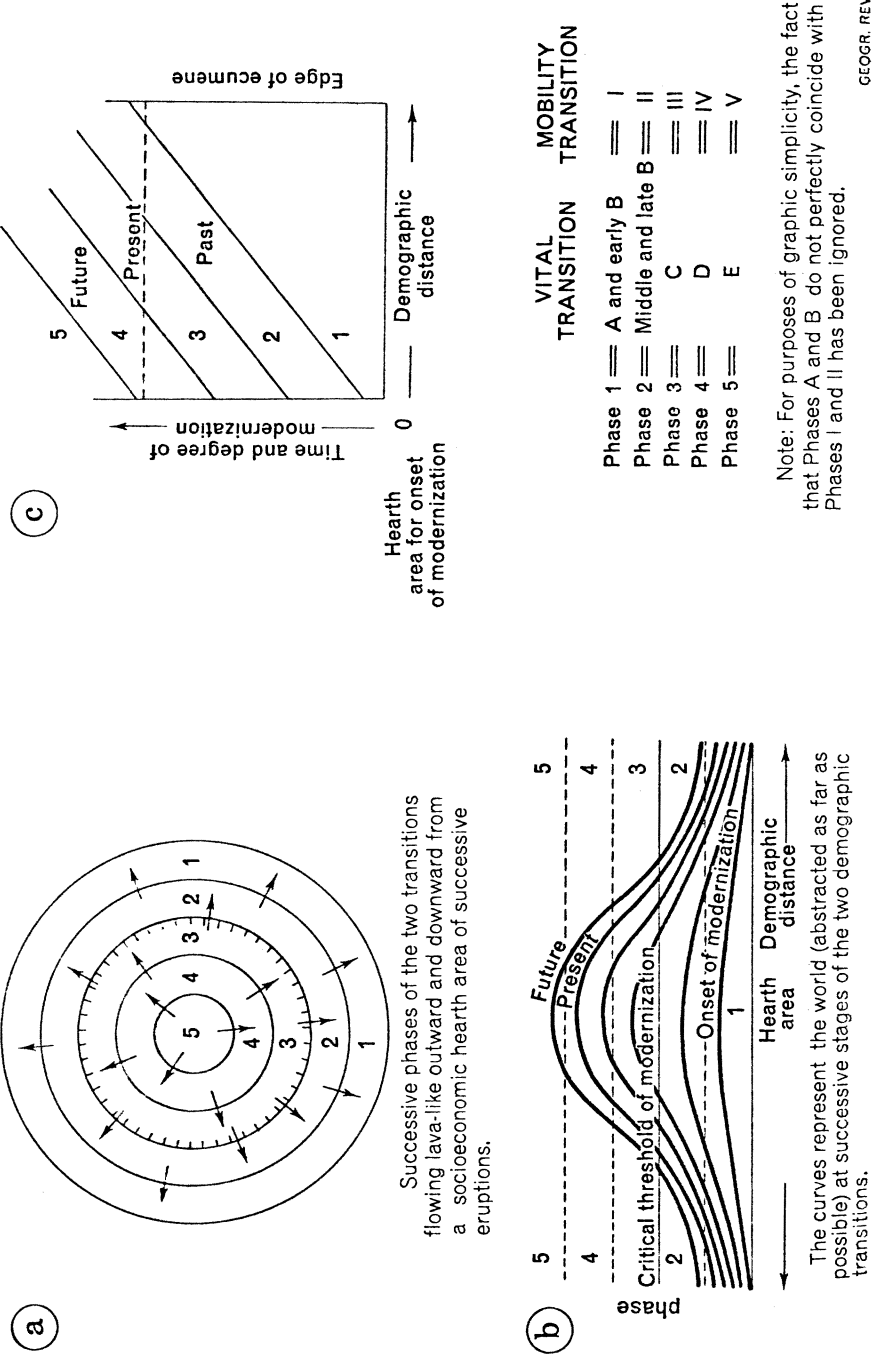 a
5
4
3
2
1
4
3
2
1
Successive phases of the two transitions
flowing lava-like outward and downward from
a socioeconomic hearth area of successive
eruptions.
b
phase
5
4
2
5
4
3
2
Future
Present
Critical threshold of modernization
Onset of modernization
1
Hearth
area
Demographic
distance
The curves represent the world (abstracted as far as
possible) at successive stages of the two demographic
transitions.
c
Time and degree of
modernization
Edge of ecumene
5
Future
4
Present
3
Past
2
1
0
Demographic
distance
Hearth
area for onset
of modernization
VITAL
TRANSITION
MOBILITY
TRANSITION
Phase 1 = A and early B = I
Phase 2 = Middle and late B = II
Phase 3 = C = III
Phase 4 = D = IV
Phase 5 = E = V
Note: For purposes of graphic simplicity, the fact
that Phases A and B do not perfectly coincide with
Phases I and II has been ignored.
GEOGR. REV